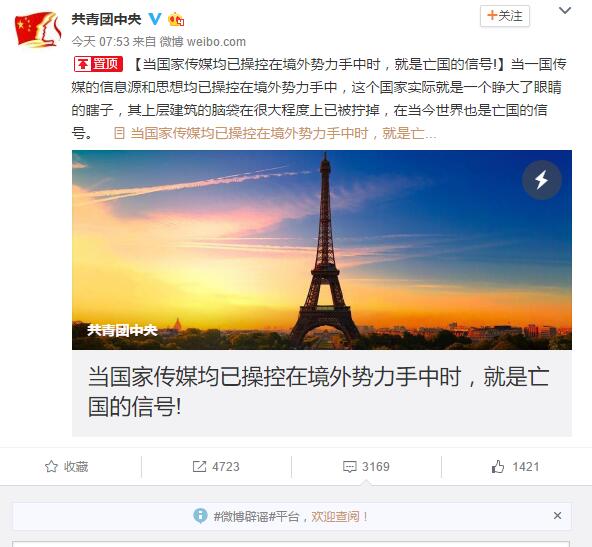 共青团中央
+关注
今天 07:53 来自 微博 weibo.com
置顶 【当国家传媒均已操控在境外势力手中时，就是亡国的信号!】当一国传
媒的信息源和思想均已操控在境外势力手中，这个国家实际就是一个睁大了眼睛
的瞎子，其上层建筑的脑袋在很大程度上已被拧掉，在当今世界也是亡国的信
号。 当国家传媒均已操控在境外势力手中时，就是亡...
共青团中央
当国家传媒均已操控在境外势力手中时，就是亡
国的信号!
收藏 4723 3169 1421
#微博辟谣#平台，欢迎查阅！